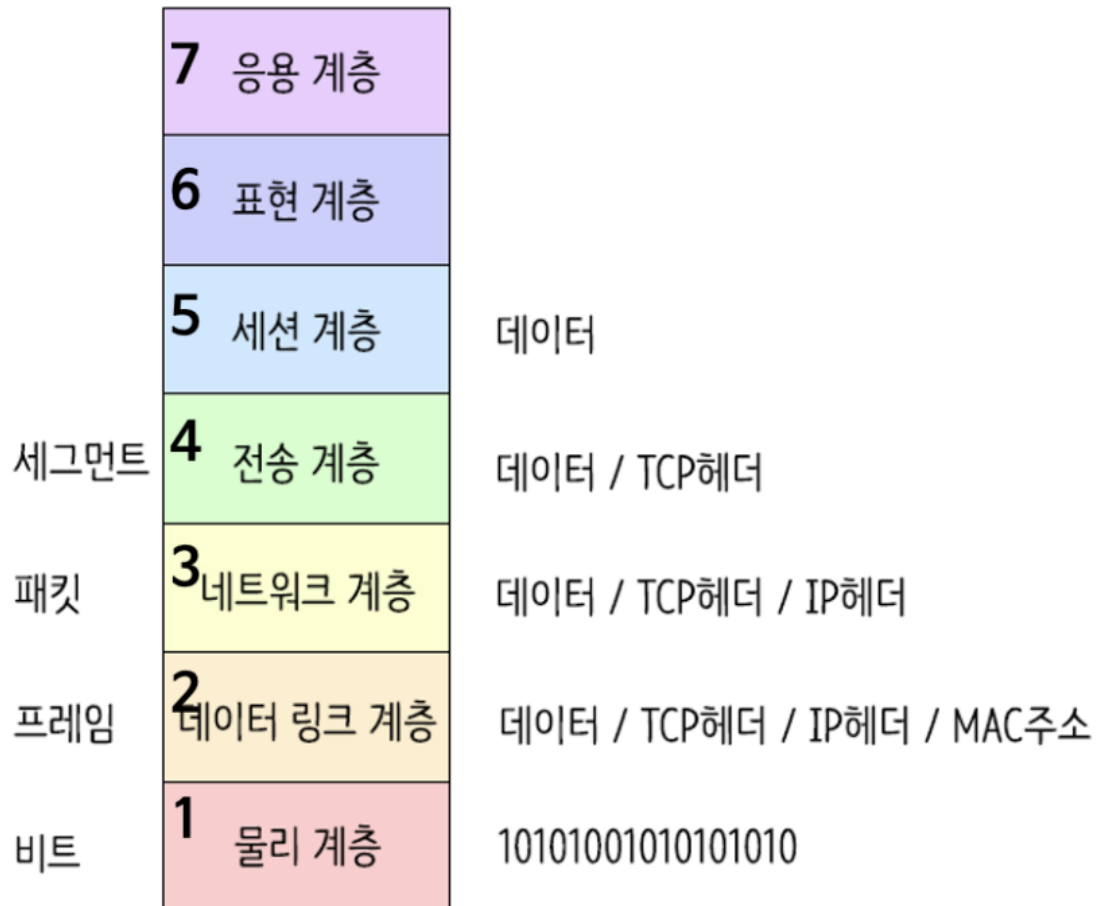 7 응용 계층
6 표현 계층
5 세션 계층 데이터
세그먼트 4 전송 계층 데이터 / TCP헤더
패킷 3 네트워크 계층 데이터 / TCP헤더 / IP헤더
프레임 2 데이터 링크 계층 데이터 / TCP헤더 / IP헤더 / MAC주소
비트 1 물리 계층 10101001010101010